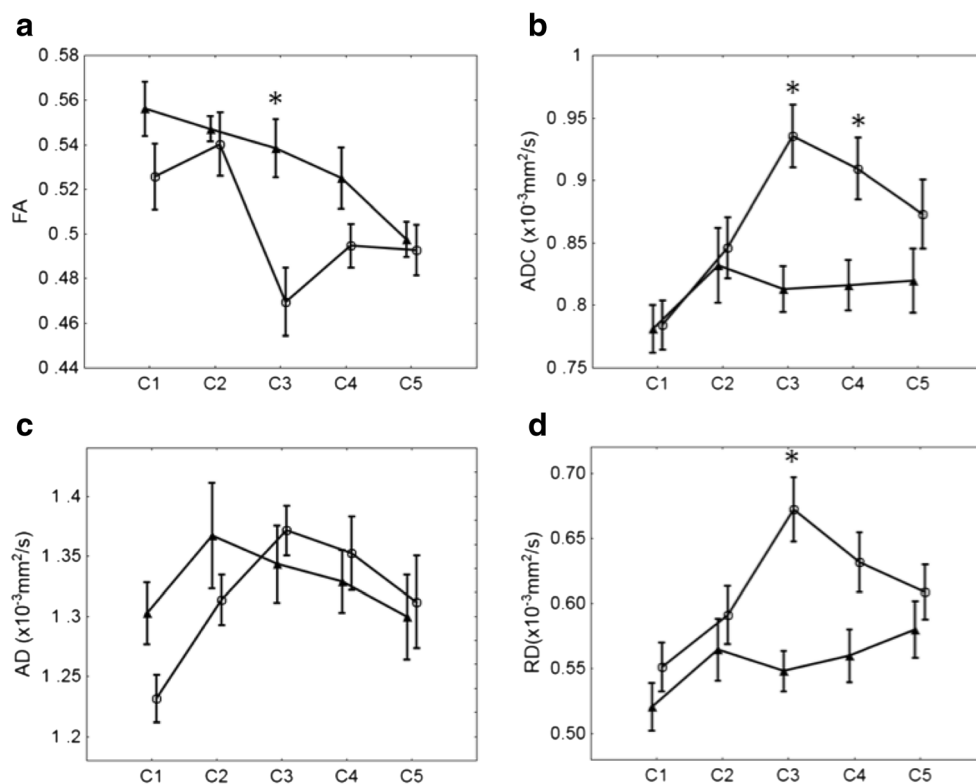 a
FA
0.58
0.56
0.54
0.52
0.5
0.48
0.46
0.44
*
C1 C2 C3 C4 C5
b
ADC (x10⁻³mm²/s)
1
0.95
0.9
0.85
0.8
0.75
* *
C1 C2 C3 C4 C5
c
AD (x10⁻³mm²/s)
1.4
1.35
1.3
1.25
1.2
C1 C2 C3 C4 C5
d
RD(x10⁻³mm²/s)
0.70
0.65
0.60
0.55
0.50
*
C1 C2 C3 C4 C5